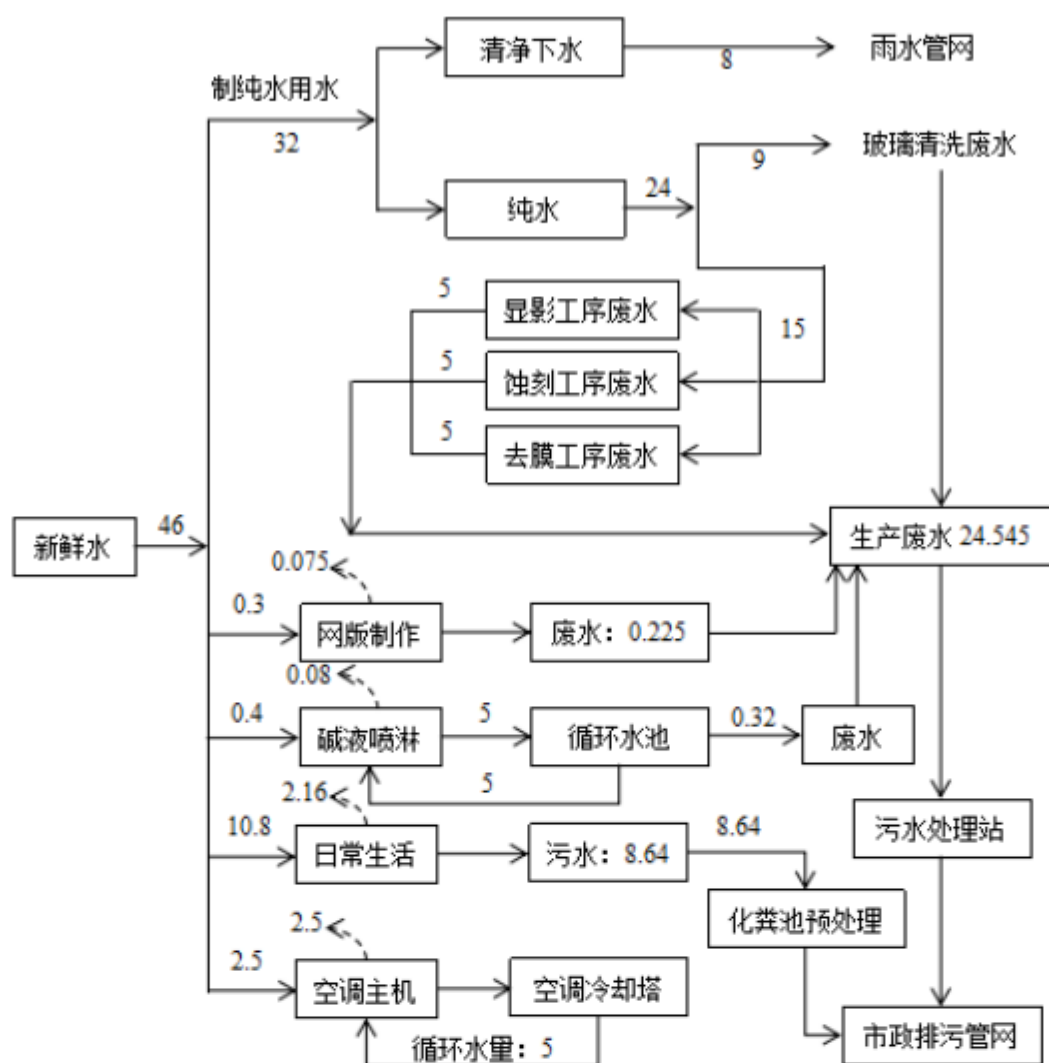 清净下水
8
雨水管网
制纯水用水
32
9
玻璃清洗废水
纯水
24
5
显影工序废水
15
5
蚀刻工序废水
5
去膜工序废水
新鲜水
46
生产废水 24.545
0.075
0.3
网版制作
废水：0.225
0.08
0.4
碱液喷淋
5
循环水池
0.32
废水
5
2.16
10.8
日常生活
污水：8.64
8.64
污水处理站
化粪池预处理
2.5
2.5
空调主机
空调冷却塔
市政排污管网
循环水量：5